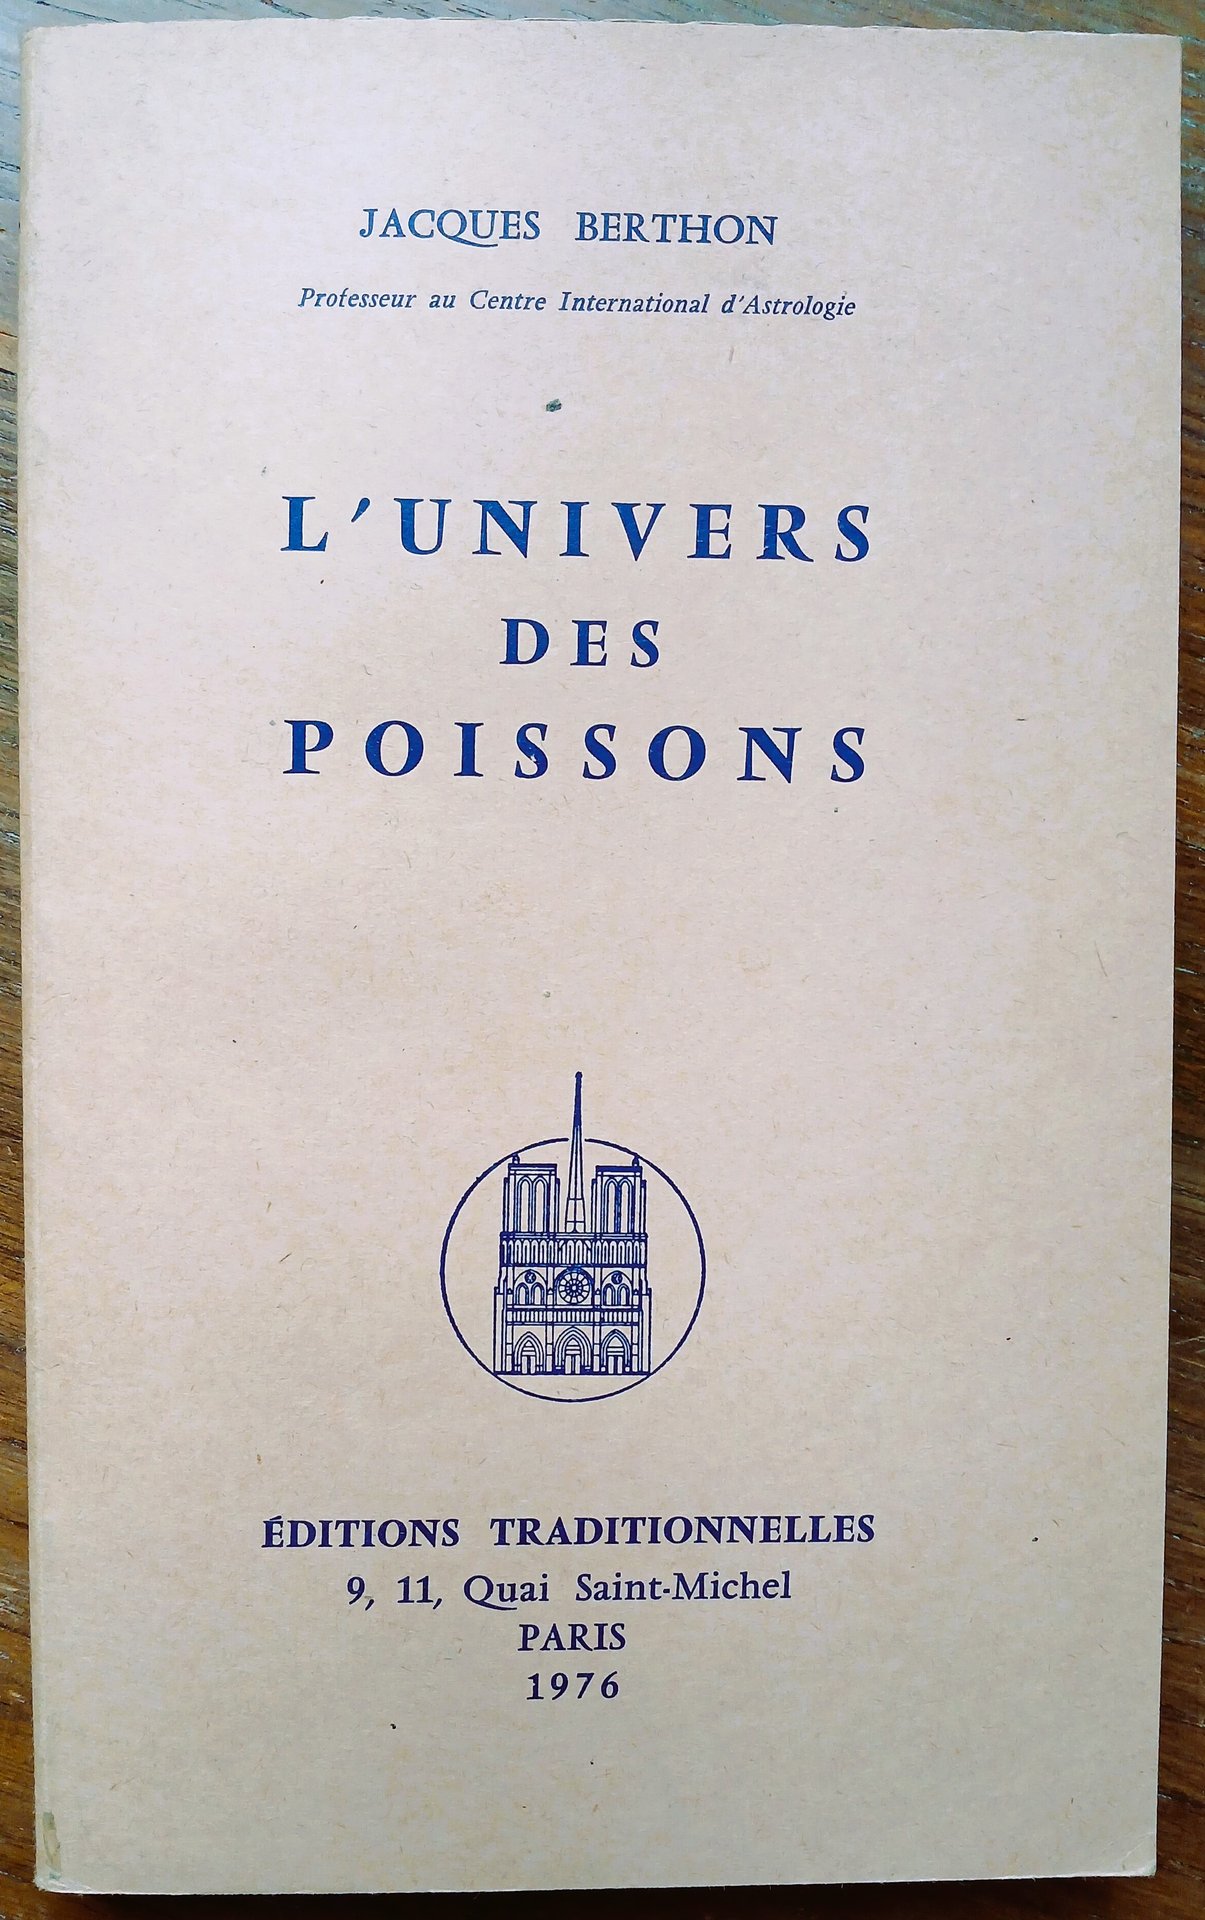 JACQUES BERTHON
Professeur au Centre International d'Astrologie
L'UNIVERS
DES
POISSONS
ÉDITIONS TRADITIONNELLES
9, 11, Quai Saint-Michel
PARIS
1976